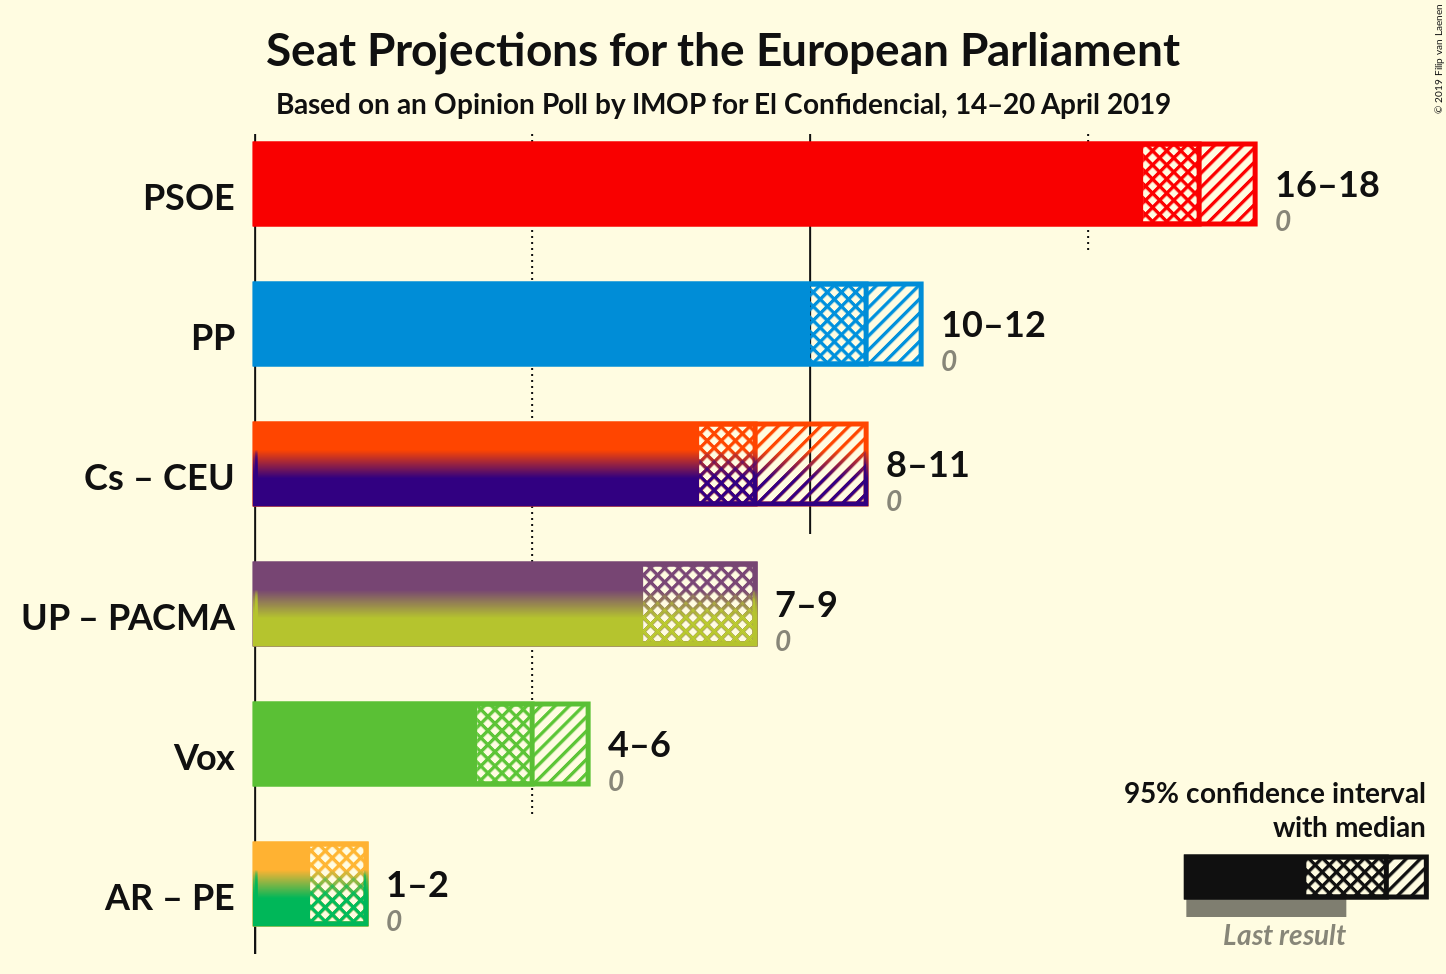 Seat Projections for the European Parliament
Based on an Opinion Poll by IMOP for El Confidencial, 14–20 April 2019
© 2019 Filip van Laenen
PSOE
16–18
0
PP
10–12
0
Cs – CEU
8–11
0
UP – PACMA
7–9
0
Vox
4–6
0
AR – PE
1–2
0
95% confidence interval
with median
Last result